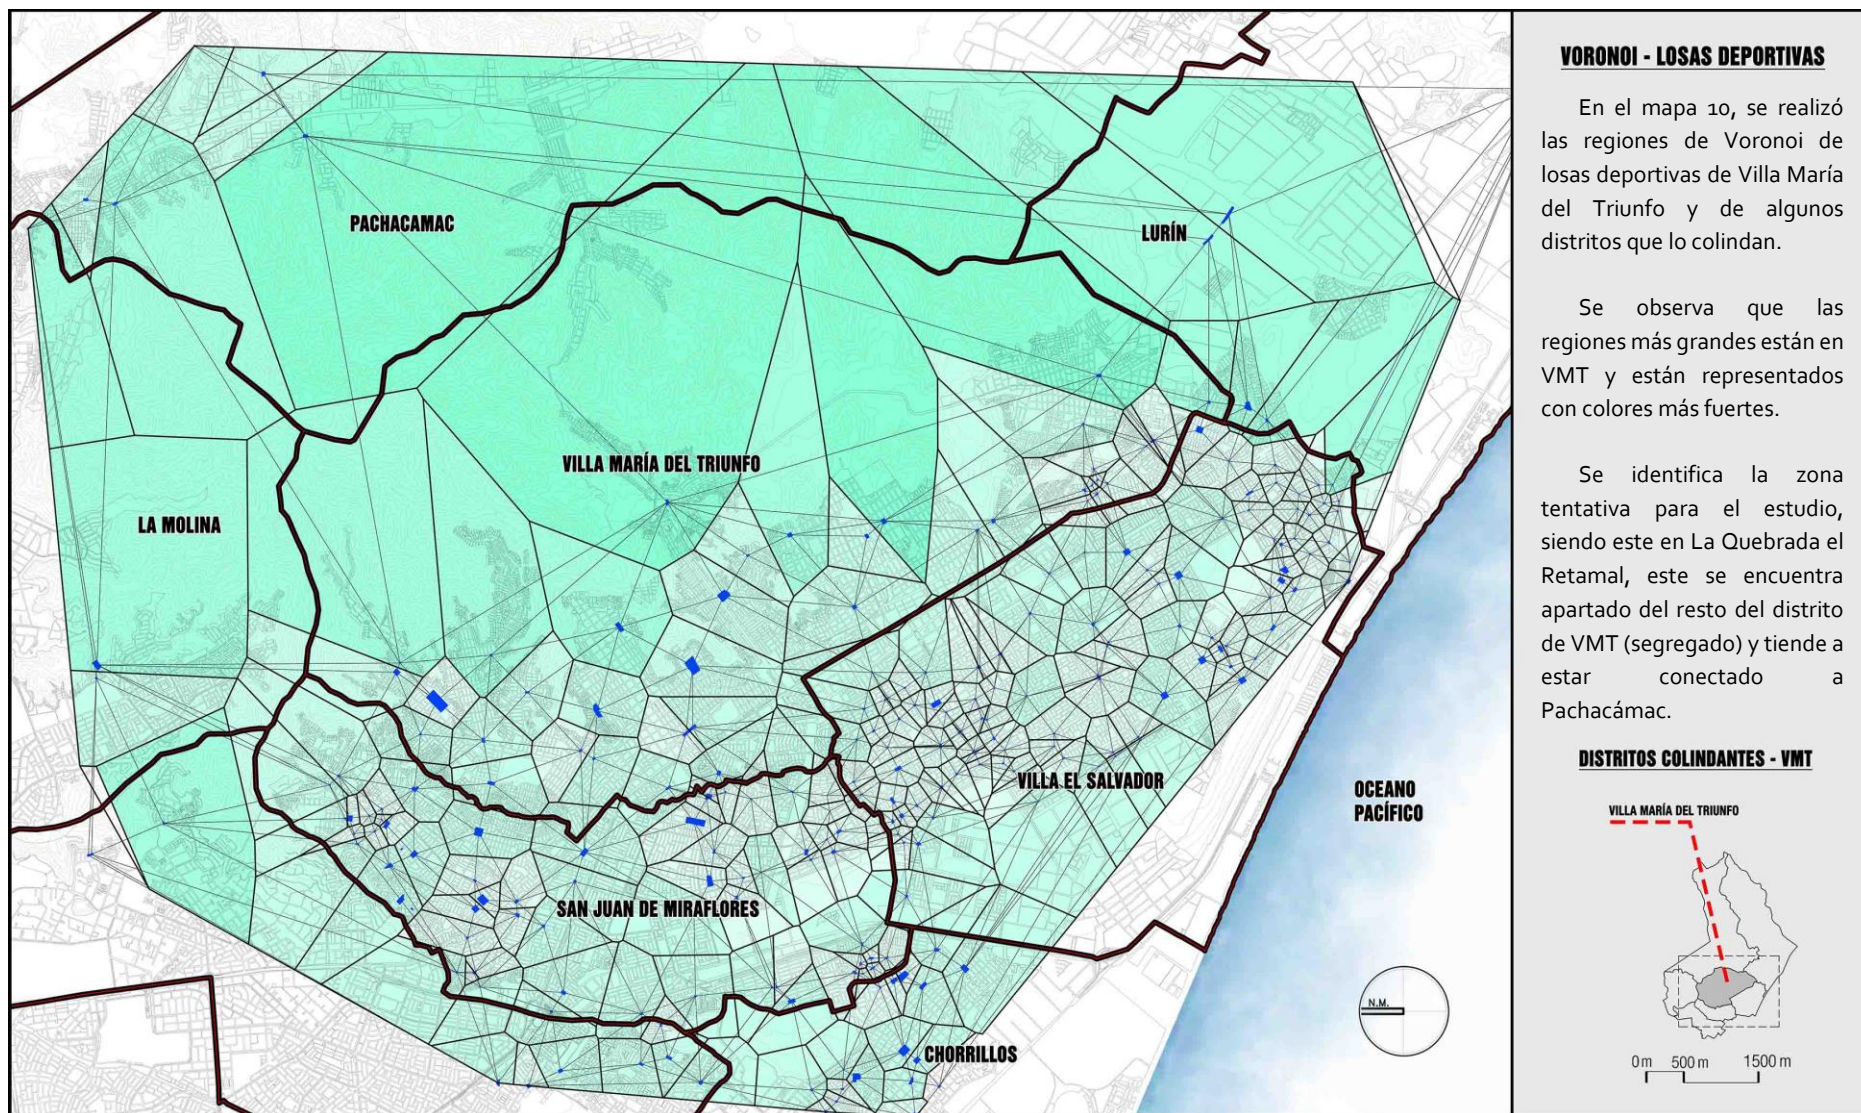 VORONOI - LOSAS DEPORTIVAS
En el mapa 10, se realizó
las regiones de Voronoi de
losas deportivas de Villa María
del Triunfo y de algunos
distritos que lo colindan.
Se observa que las
regiones más grandes están en
VMT y están representados
con colores más fuertes.
Se identifica la zona
tentativa para el estudio,
siendo este en La Quebrada el
Retamal, este se encuentra
apartado del resto del distrito
de VMT (segregado) y tiende a
estar conectado a
Pachacámac.
DISTRITOS COLINDANTES - VMT
VILLA MARÍA DEL TRIUNFO
0 m 500 m 1500 m
PACHACAMAC
LURÍN
VILLA MARÍA DEL TRIUNFO
LA MOLINA
VILLA EL SALVADOR
OCEANO
PACÍFICO
SAN JUAN DE MIRAFLORES
N.M.
CHORRILLOS